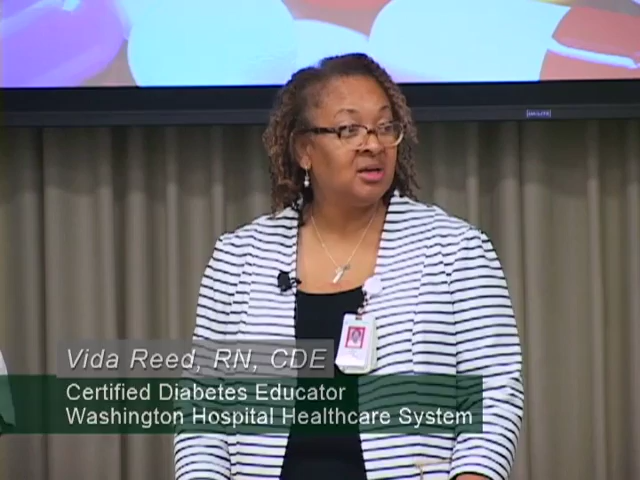 Vida Reed, RN, CDE
Certified Diabetes Educator
Washington Hospital Healthcare System